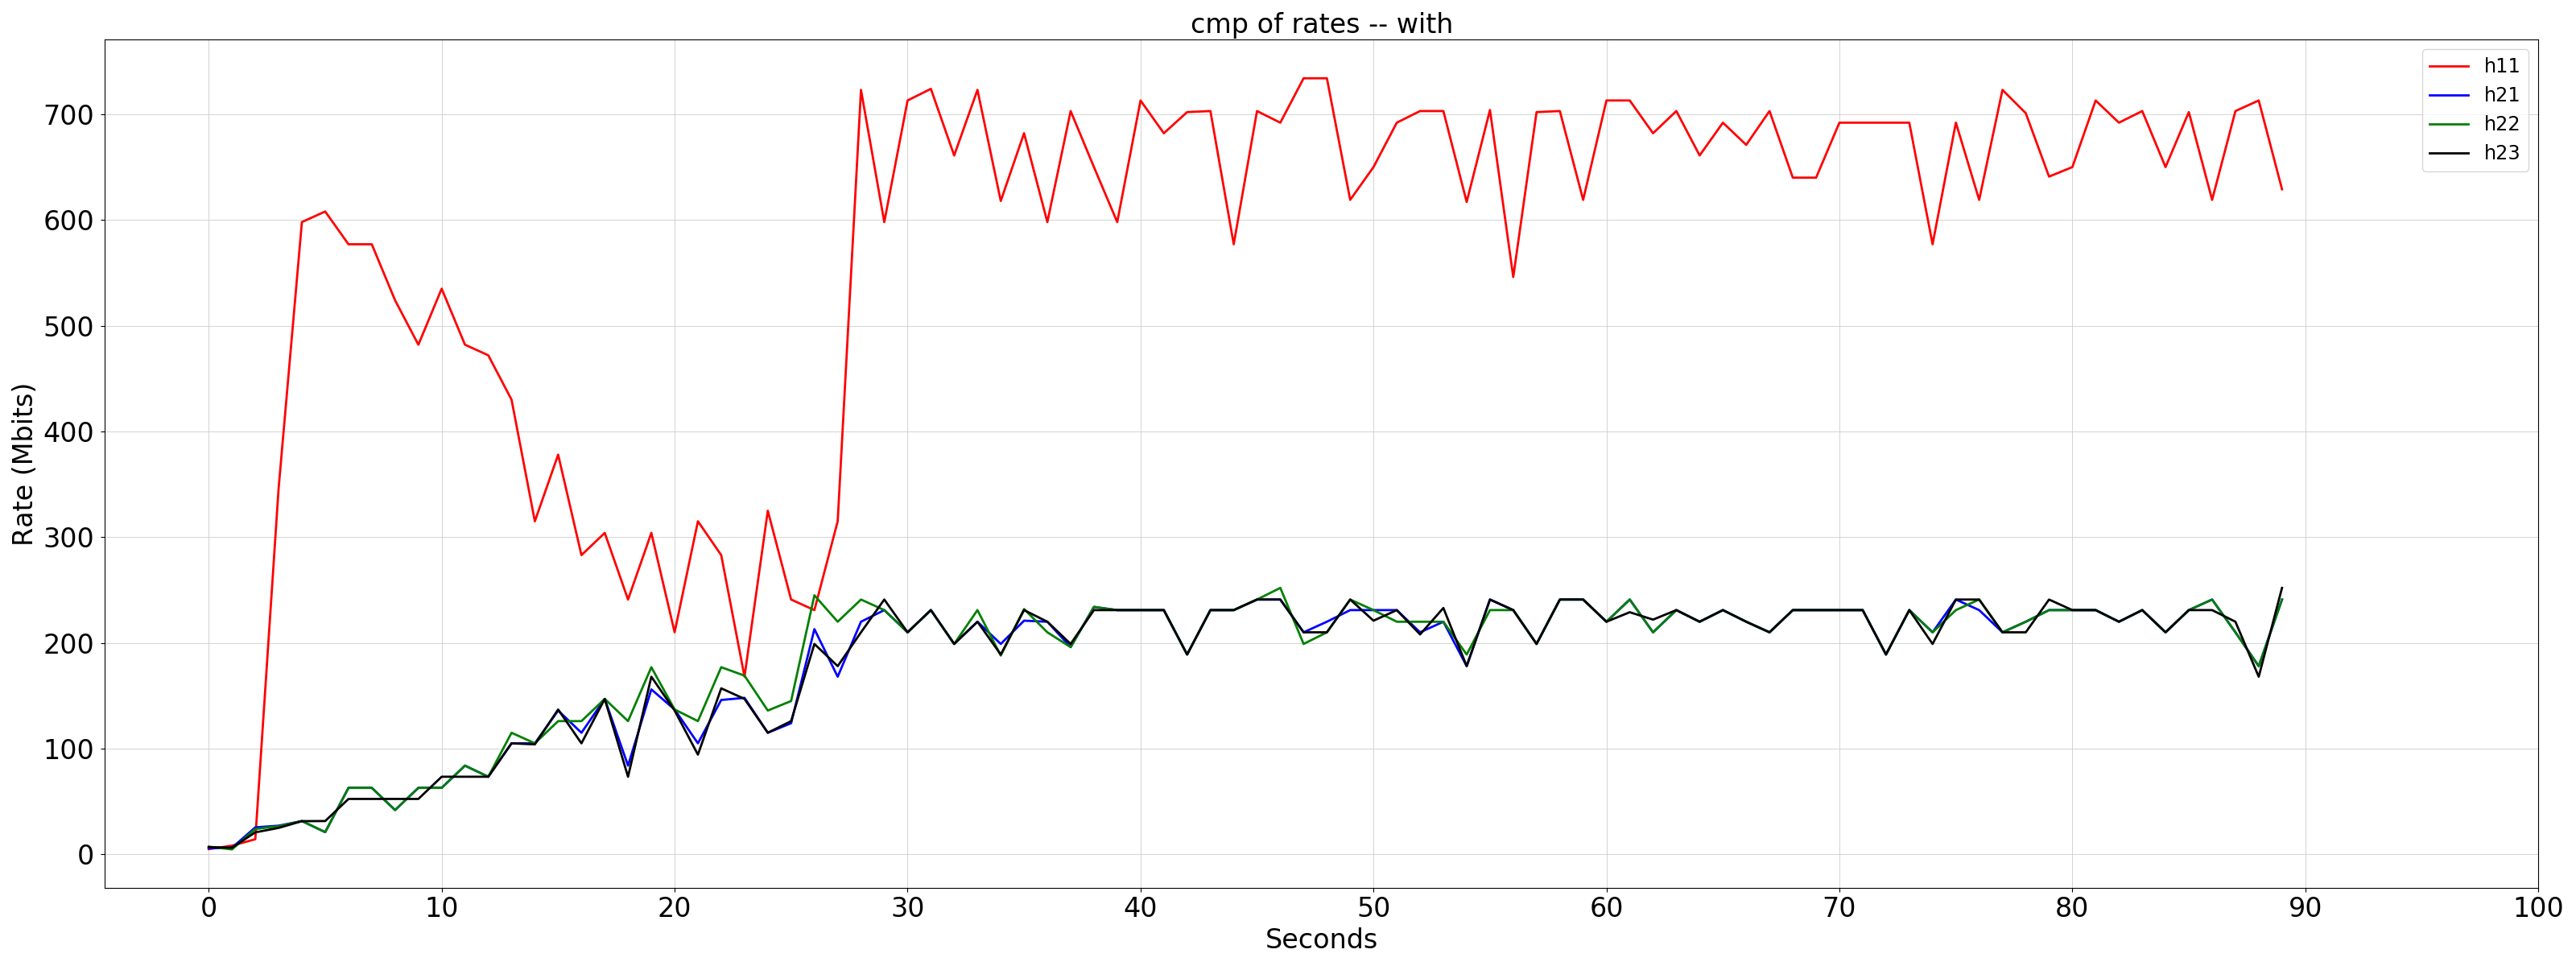 cmp of rates -- with
h11
h21
h22
h23
Rate (Mbits)
700
600
500
400
300
200
100
0
0 10 20 30 40 50 60 70 80 90 100
Seconds